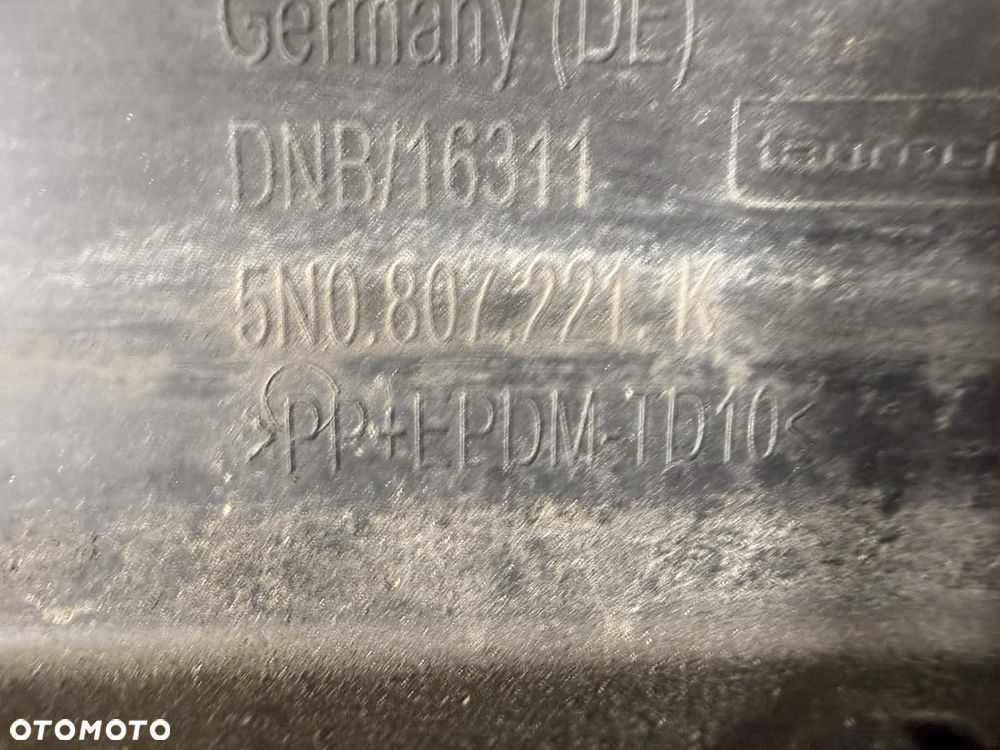 Germany (DE)
DNB/16311
5N0.807.221. K
>PP+EPDM-TD10<
OTOMOTO